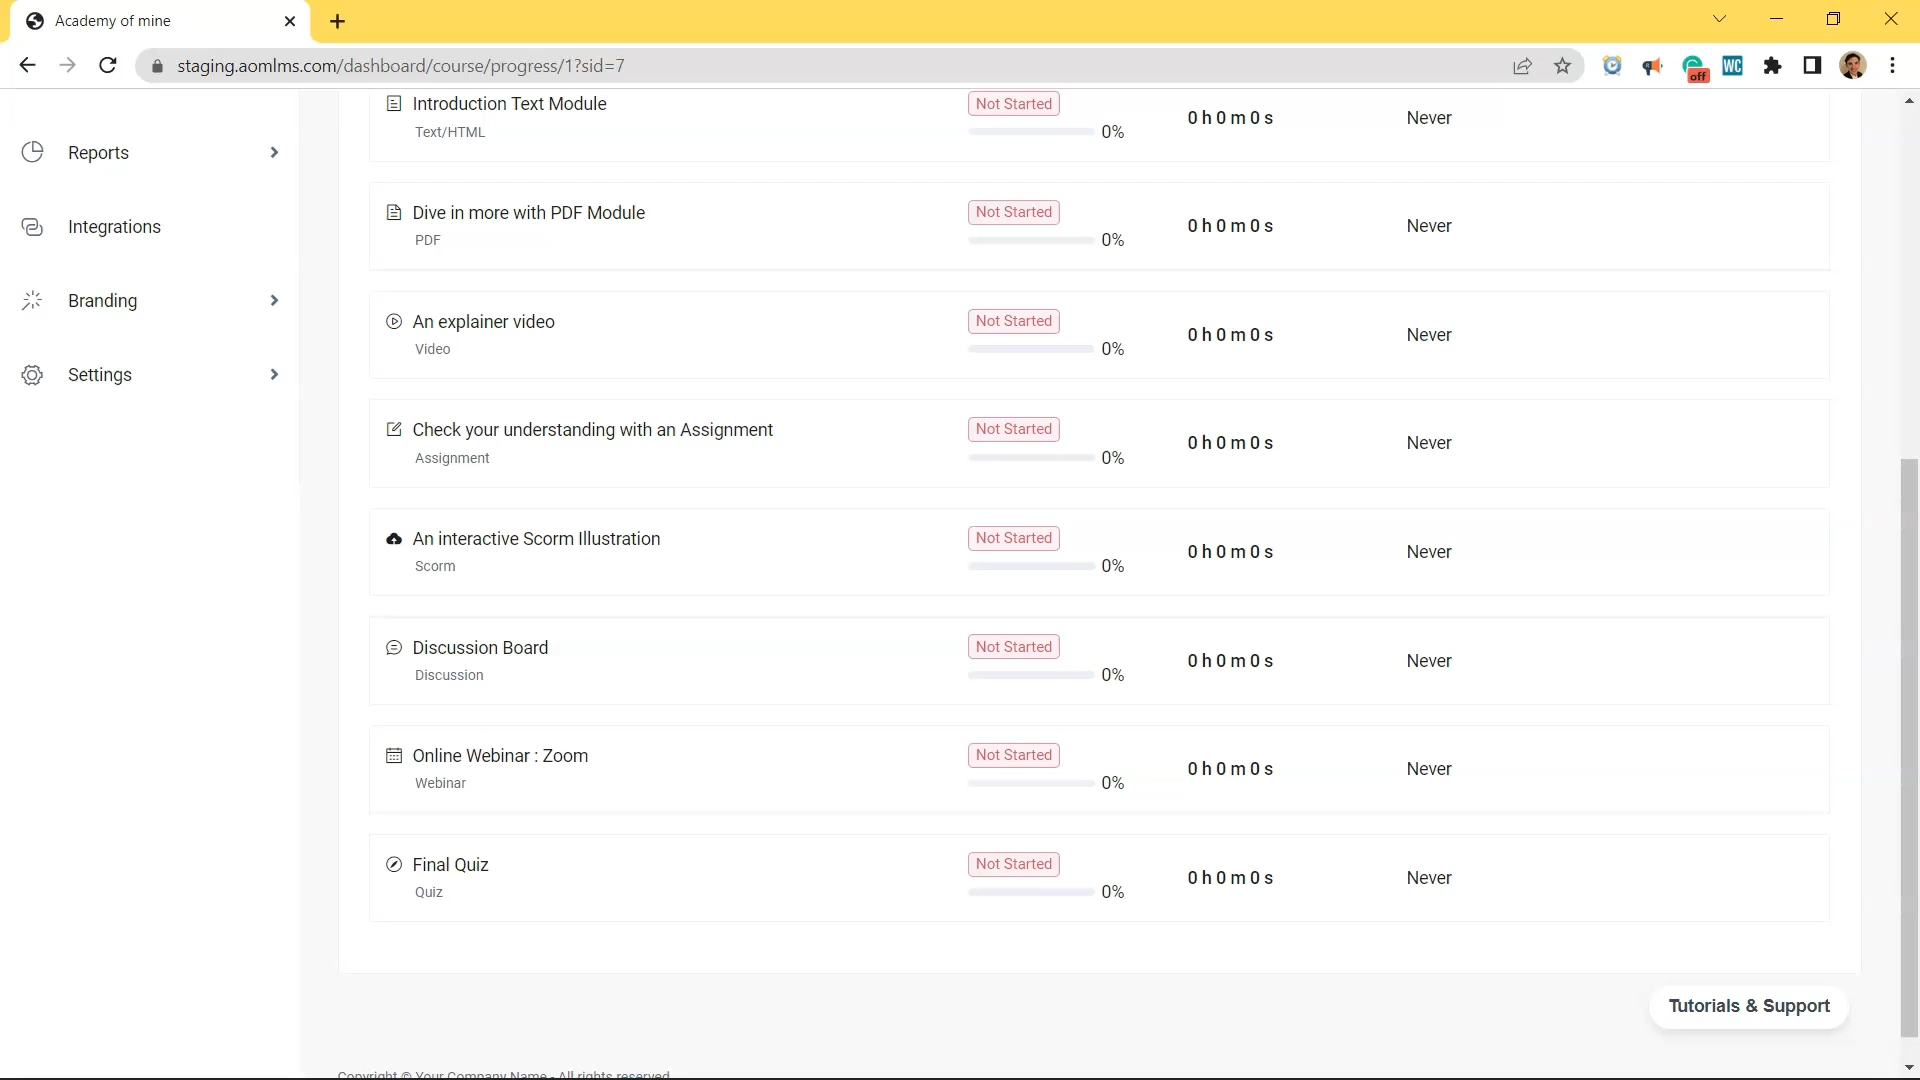 Academy of mine
staging.aomlms.com/dashboard/course/progress/1?sid=7
off
WC
Reports
Integrations
Branding
Settings
Introduction Text Module
Text/HTML
Not Started
0%
0 h 0 m 0 s
Never
Dive in more with PDF Module
PDF
Not Started
0%
0 h 0 m 0 s
Never
An explainer video
Video
Not Started
0%
0 h 0 m 0 s
Never
Check your understanding with an Assignment
Assignment
Not Started
0%
0 h 0 m 0 s
Never
An interactive Scorm Illustration
Scorm
Not Started
0%
0 h 0 m 0 s
Never
Discussion Board
Discussion
Not Started
0%
0 h 0 m 0 s
Never
Online Webinar : Zoom
Webinar
Not Started
0%
0 h 0 m 0 s
Never
Final Quiz
Quiz
Not Started
0%
0 h 0 m 0 s
Never
Tutorials & Support
Copyright © Your Company Name - All rights reserved